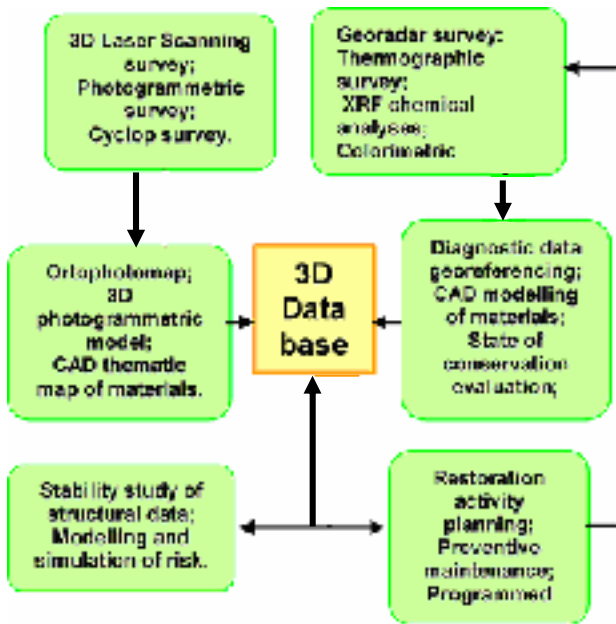 3D Laser Scanning
survey;
Photogrammetric
survey;
Cyclop survey.
Georadar survey;
Thermographic
survey;
XRF chemical
analyses;
Colorimetric
Ortophotomap;
3D
photogrammetric
model;
CAD thematic
map of materials.
3D
Data
base
Diagnostic data
georeferencing;
CAD modelling
of materials;
State of
conservation
evaluation;
Stability study of
structural data;
Modelling and
simulation of risk.
Restoration
activity
planning;
Preventive
maintenance;
Programmed